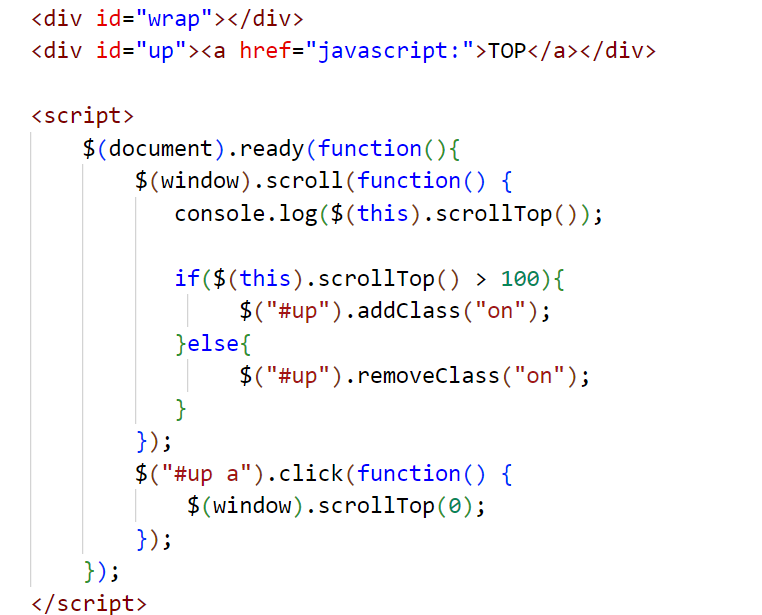 <div id="wrap"></div>
<div id="up"><a href="javascript:">TOP</a></div>
<script>
$(document).ready(function(){
$(window).scroll(function() {
console.log($(this).scrollTop());
if($(this).scrollTop() > 100){
$("#up").addClass("on");
}else{
$("#up").removeClass("on");
}
});
$("#up a").click(function() {
$(window).scrollTop(0);
});
});
</script>